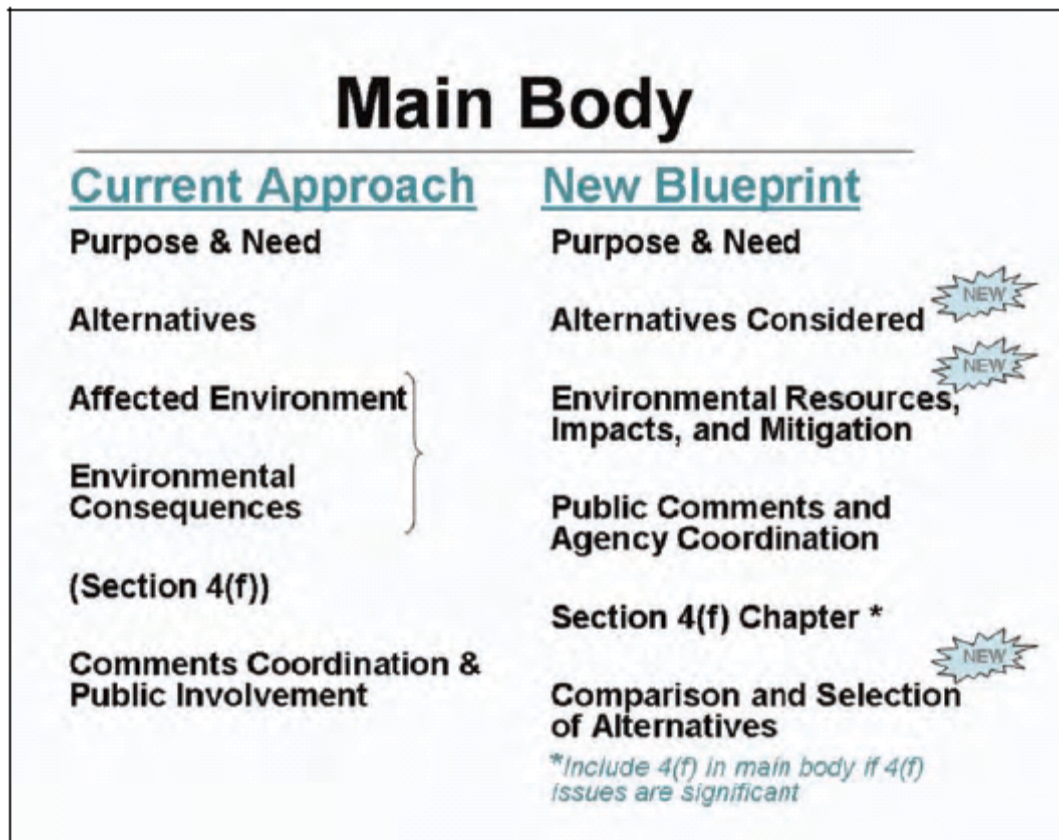 Main Body
Current Approach
Purpose & Need
Alternatives
Affected Environment
Environmental
Consequences
(Section 4(f))
Comments Coordination &
Public Involvement
New Blueprint
Purpose & Need
NEW
Alternatives Considered
NEW
Environmental Resources,
Impacts, and Mitigation
Public Comments and
Agency Coordination
Section 4(f) Chapter *
NEW
Comparison and Selection
of Alternatives
*Include 4(f) in main body if 4(f)
issues are significant